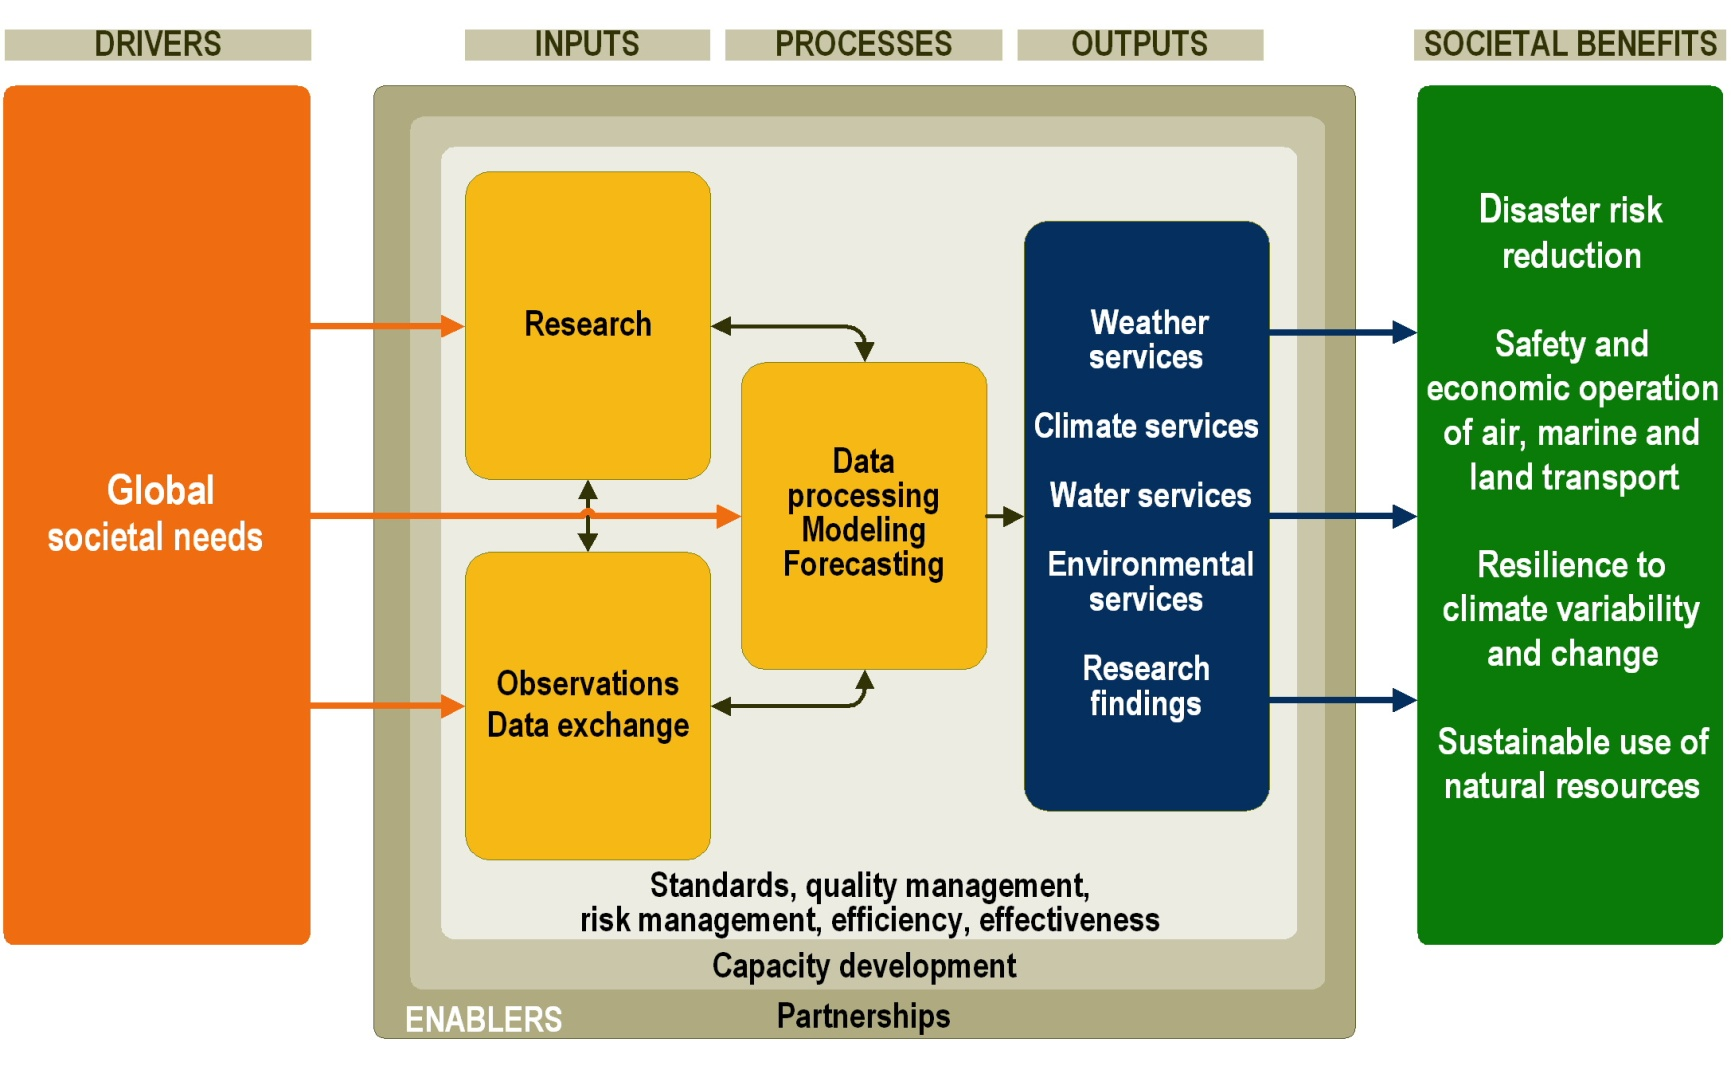 DRIVERS
INPUTS
PROCESSES
OUTPUTS
SOCIETAL BENEFITS
Global
societal needs
Research
Observations
Data exchange
Data
processing
Modeling
Forecasting
Weather
services
Climate services
Water services
Environmental
services
Research
findings
Disaster risk
reduction
Safety and
economic operation
of air, marine and
land transport
Resilience to
climate variability
and change
Sustainable use of
natural resources
Standards, quality management,
risk management, efficiency, effectiveness
Capacity development
ENABLERS
Partnerships